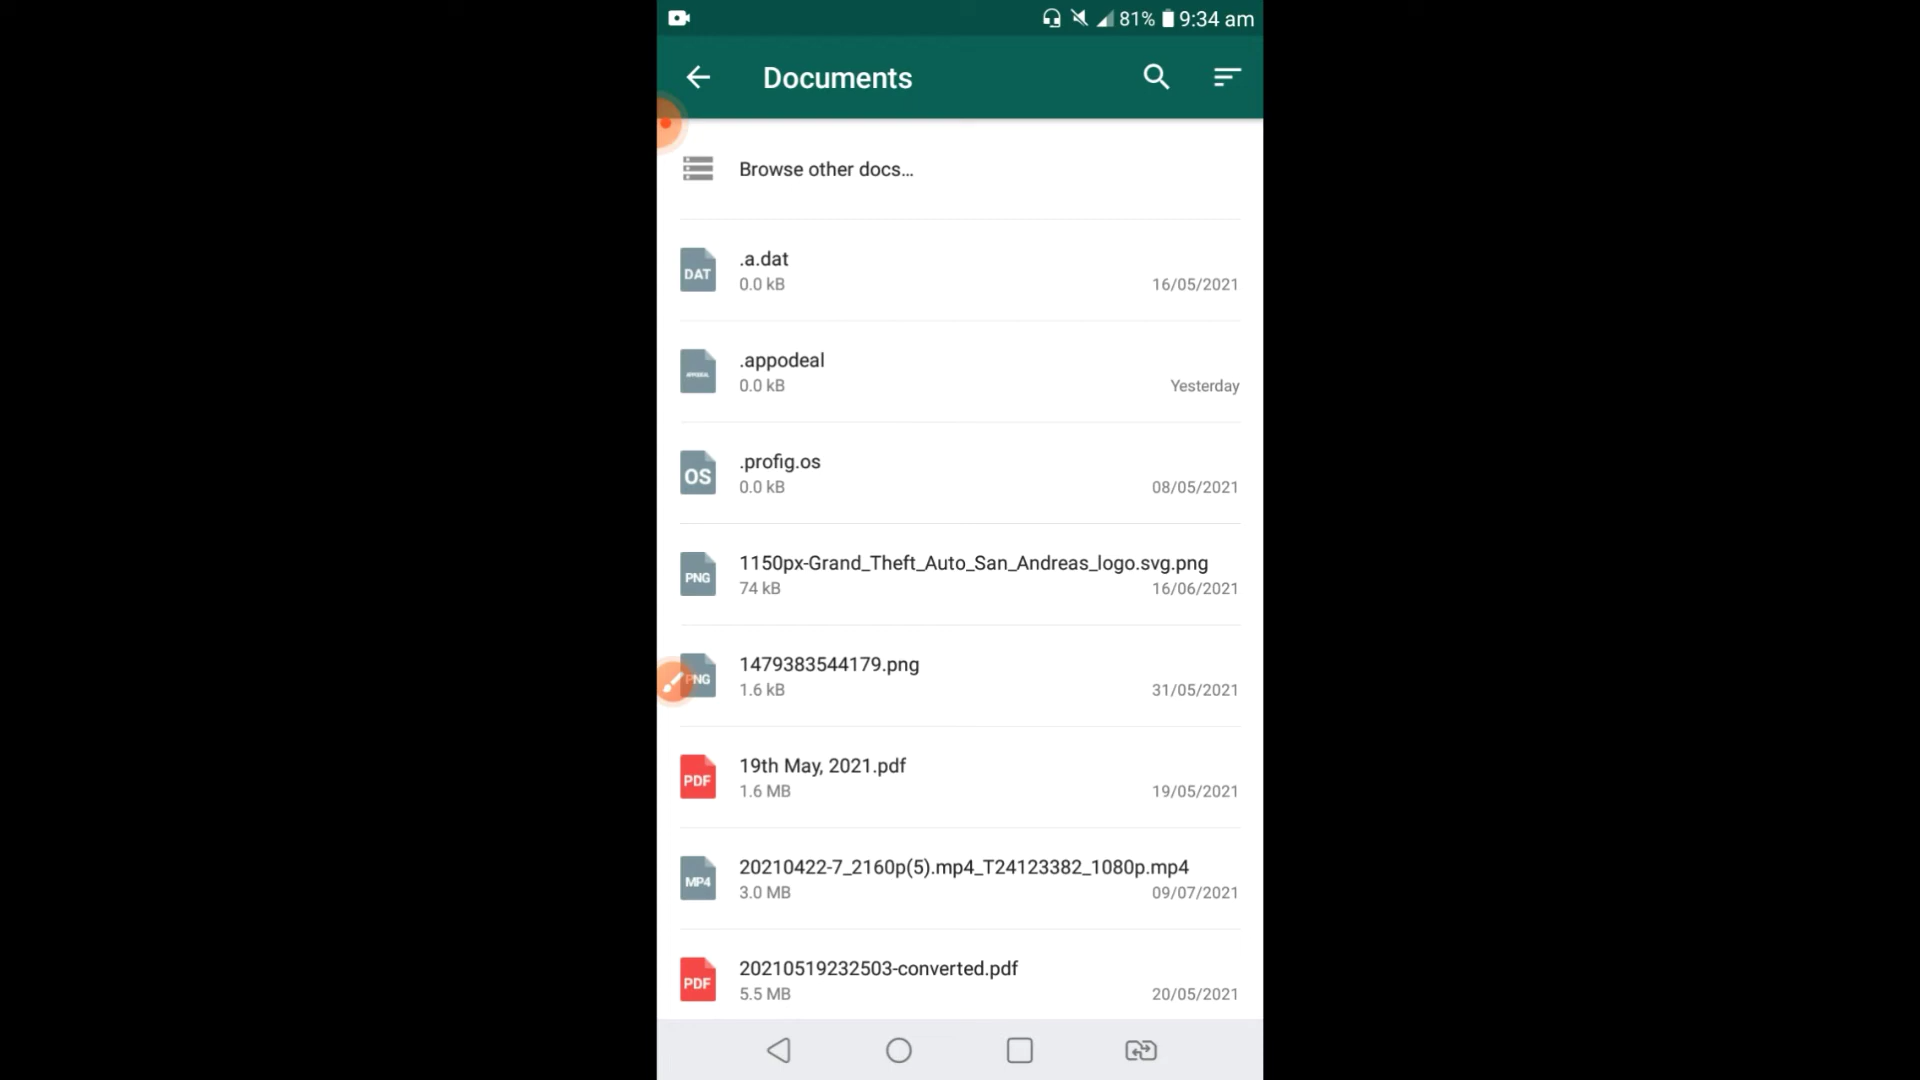 81% 9:34 am
Documents
Browse other docs...
DAT
.a.dat
0.0 kB
16/05/2021
.appodeal
0.0 kB
Yesterday
OS
.profig.os
0.0 kB
08/05/2021
PNG
1150px-Grand_Theft_Auto_San_Andreas_logo.svg.png
74 kB
16/06/2021
PNG
1479383544179.png
1.6 kB
31/05/2021
PDF
19th May, 2021.pdf
1.6 MB
19/05/2021
MP4
20210422-7_2160p(5).mp4_T24123382_1080p.mp4
3.0 MB
09/07/2021
PDF
20210519232503-converted.pdf
5.5 MB
20/05/2021